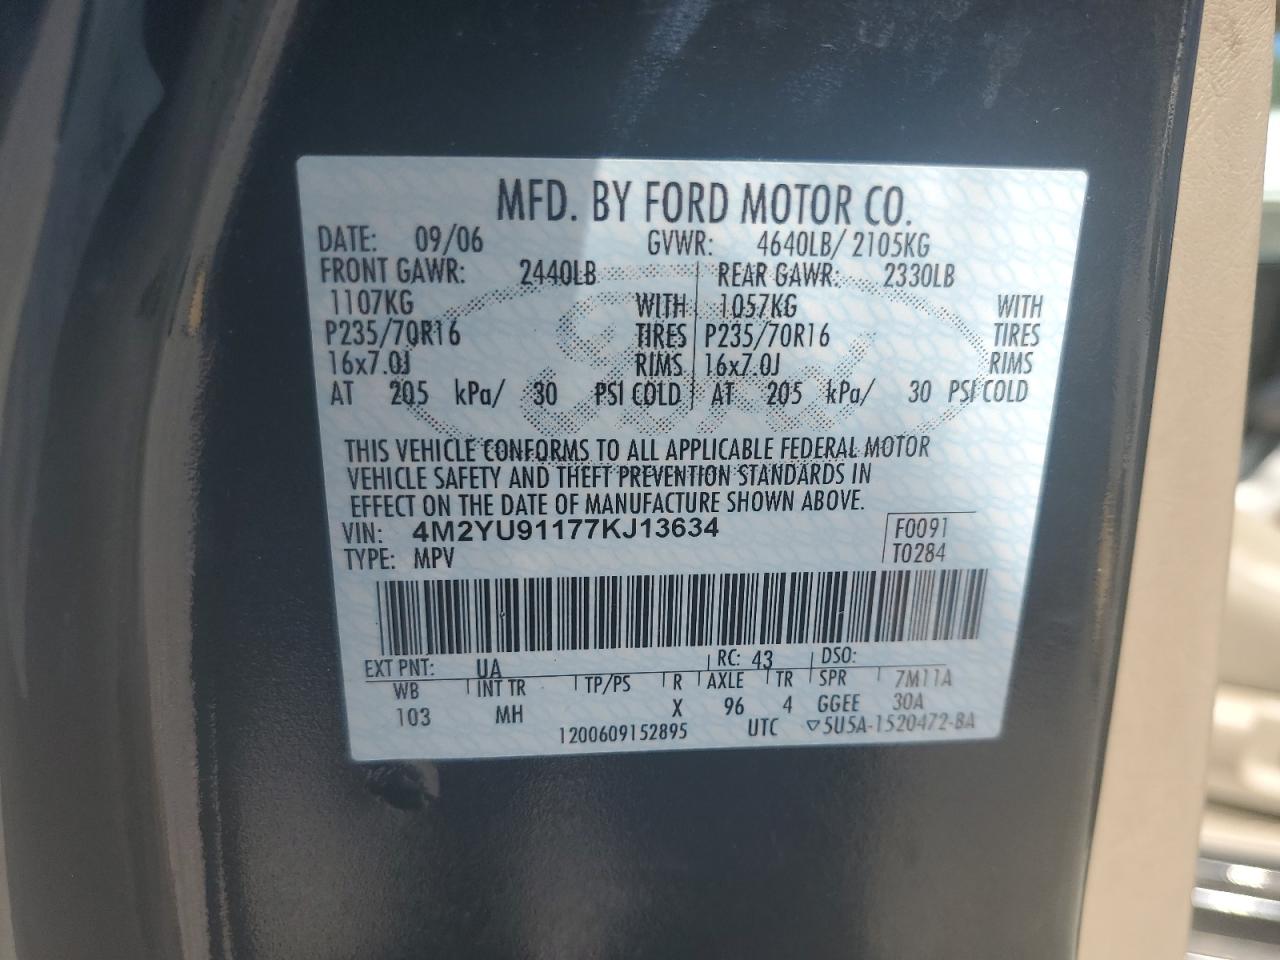 MFD. BY FORD MOTOR CO.
DATE: 09/06 GVWR: 4640LB/ 2105KG
FRONT GAWR: 2440LB REAR GAWR: 2330LB
1107KG WITH 1057KG WITH
P235/70R16 TIRES P235/70R16 TIRES
16x7.0J RIMS 16x7.0J RIMS
AT 205 kPa/ 30 PSI COLD AT 205 kPa/ 30 PSI COLD
THIS VEHICLE CONFORMS TO ALL APPLICABLE FEDERAL MOTOR
VEHICLE SAFETY AND THEFT PREVENTION STANDARDS IN
EFFECT ON THE DATE OF MANUFACTURE SHOWN ABOVE.
VIN: 4M2YU91177KJ13634 F0091
TYPE: MPV T0284
EXT PNT: UA RC: 43 DSO:
WB INT TR TP/PS R AXLE TR SPR 7M11A
103 MH X 96 4 GGEE 30A
1200609152895 UTC ▽5U5A-1520472-BA